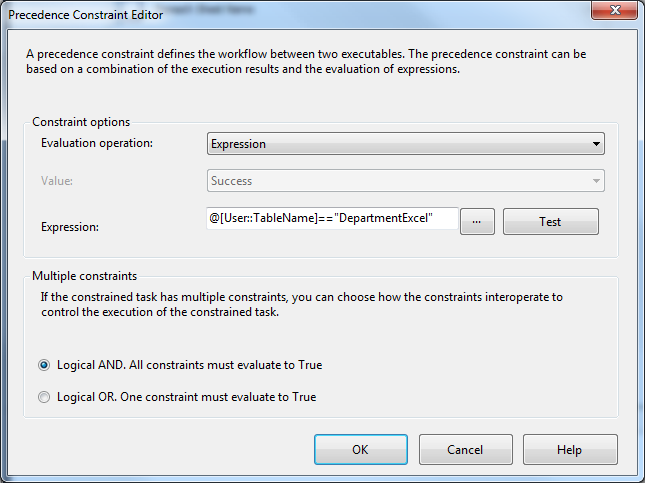 Precedence Constraint Editor
A precedence constraint defines the workflow between two executables. The precedence constraint can be
based on a combination of the execution results and the evaluation of expressions.
Constraint options
Evaluation operation:
Expression
Value:
Success
Expression:
@[User::TableName]=="DepartmentExcel"
...
Test
Multiple constraints
If the constrained task has multiple constraints, you can choose how the constraints interoperate to
control the execution of the constrained task.
Logical AND. All constraints must evaluate to True
Logical OR. One constraint must evaluate to True
OK
Cancel
Help